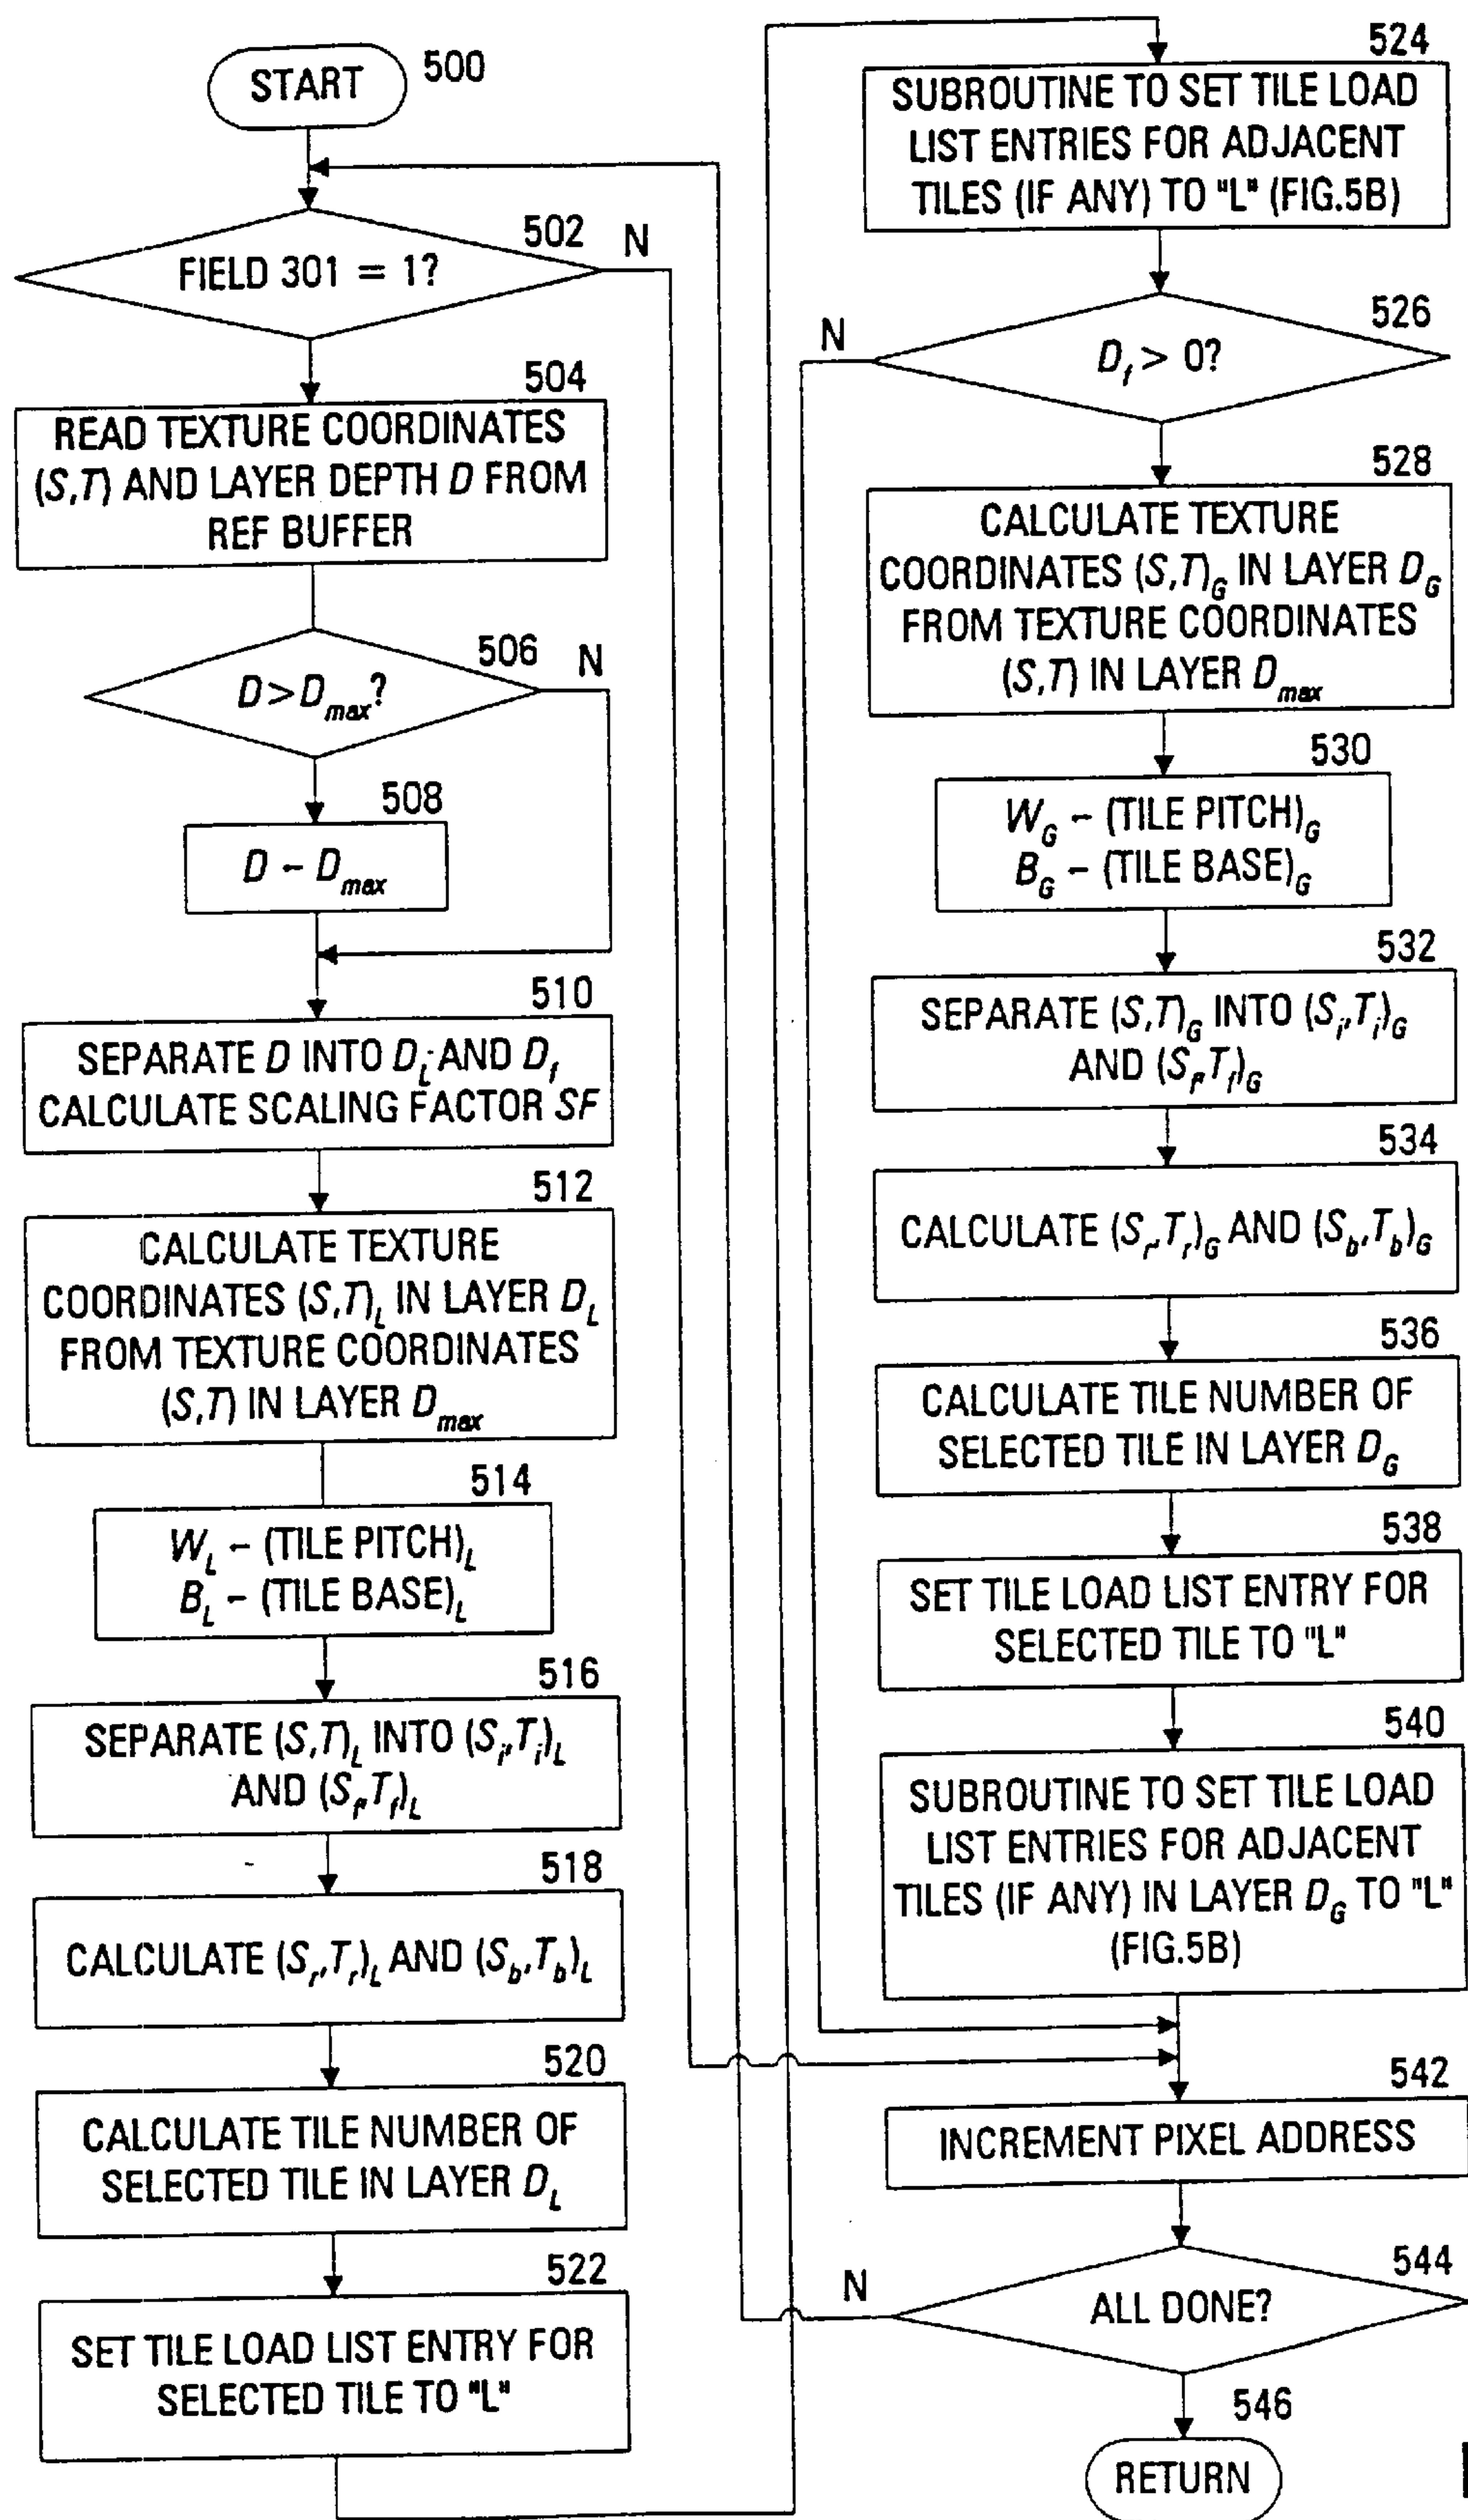 START
500
502
N
FIELD 301 = 1?
504
READ TEXTURE COORDINATES
(S,T) AND LAYER DEPTH D FROM
REF BUFFER
506
N
D > Dmax?
508
D – Dmax
510
SEPARATE D INTO Di AND Df
CALCULATE SCALING FACTOR SF
512
CALCULATE TEXTURE
COORDINATES (S,T)L IN LAYER DL
FROM TEXTURE COORDINATES
(S,T) IN LAYER Dmax
514
WL – (TILE PITCH)L
BL – (TILE BASE)L
516
SEPARATE (S,T)L INTO (Si,Ti)L
AND (Sf,Tf)L
518
CALCULATE (Sr,Tr)L AND (Sb,Tb)L
520
CALCULATE TILE NUMBER OF
SELECTED TILE IN LAYER DL
522
SET TILE LOAD LIST ENTRY FOR
SELECTED TILE TO "L"
524
SUBROUTINE TO SET TILE LOAD
LIST ENTRIES FOR ADJACENT
TILES (IF ANY) TO "L" (FIG.5B)
526
N
Df > 0?
528
CALCULATE TEXTURE
COORDINATES (S,T)G IN LAYER DG
FROM TEXTURE COORDINATES
(S,T) IN LAYER Dmax
530
WG – (TILE PITCH)G
BG – (TILE BASE)G
532
SEPARATE (S,T)G INTO (Si,Ti)G
AND (Sf,Tf)G
534
CALCULATE (Sr,Tr)G AND (Sb,Tb)G
536
CALCULATE TILE NUMBER OF
SELECTED TILE IN LAYER DG
538
SET TILE LOAD LIST ENTRY FOR
SELECTED TILE TO "L"
540
SUBROUTINE TO SET TILE LOAD
LIST ENTRIES FOR ADJACENT
TILES (IF ANY) IN LAYER DG TO "L"
(FIG.5B)
542
INCREMENT PIXEL ADDRESS
544
N
ALL DONE?
546
RETURN